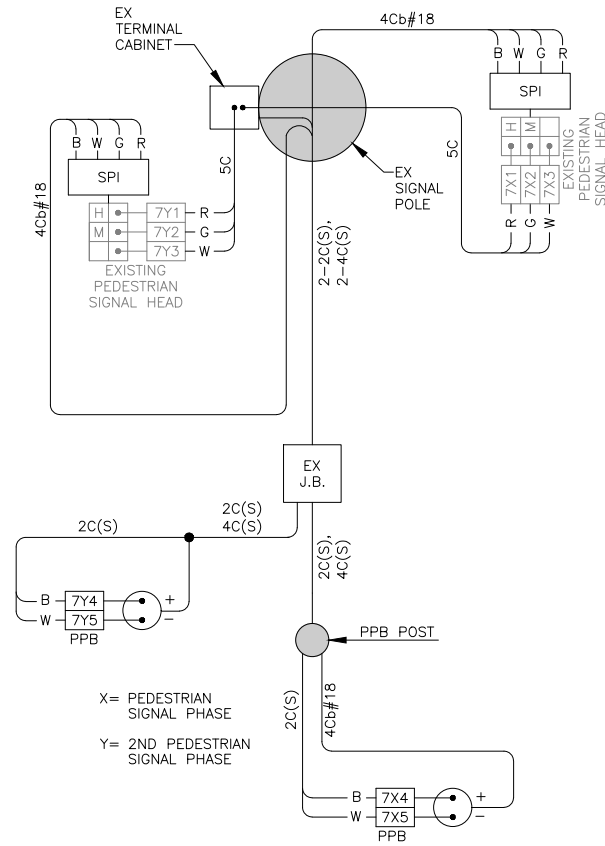 EX
TERMINAL
CABINET
4Cb#18
B W G R
SPI
H M
7X1 7X2 7X3
R G W
EXISTING
PEDESTRIAN
SIGNAL HEAD
5C
EX
SIGNAL
POLE
4Cb#18
B W G R
SPI
H 7Y1 R
M 7Y2 G
7Y3 W
EXISTING
PEDESTRIAN
SIGNAL HEAD
5C
2-2C(S),
2-4C(S)
EX
J.B.
2C(S)
2C(S)
4C(S)
2C(S),
4C(S)
B 7Y4 +
W 7Y5 −
PPB
PPB POST
X= PEDESTRIAN
SIGNAL PHASE
Y= 2ND PEDESTRIAN
SIGNAL PHASE
2C(S)
4Cb#18
B 7X4 +
W 7X5 −
PPB